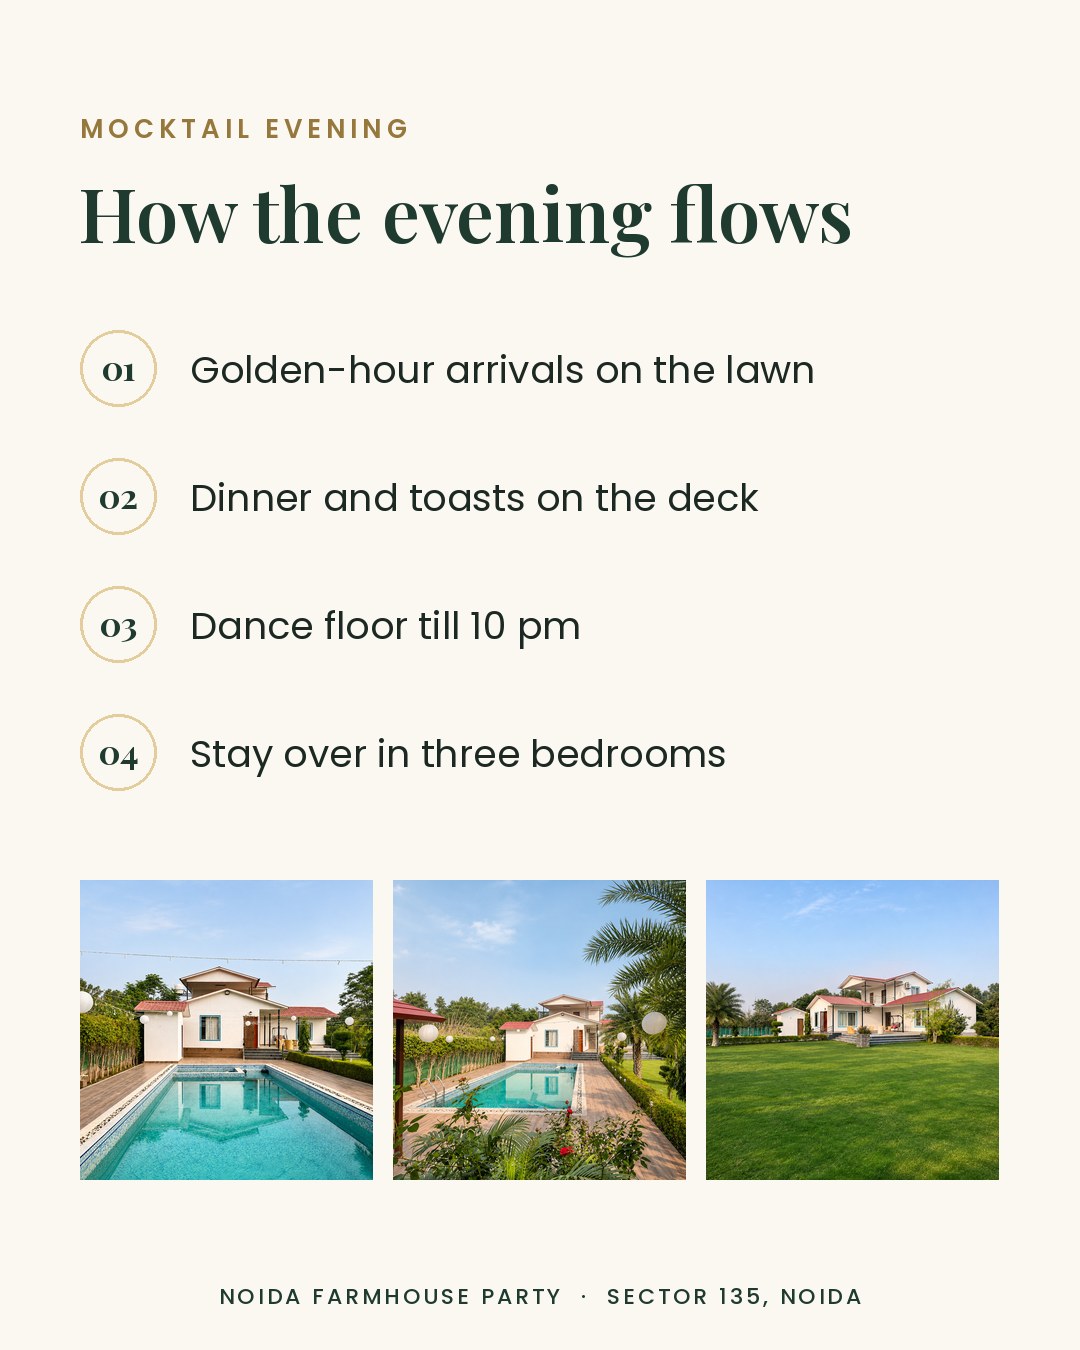 MOCKTAIL EVENING
How the evening flows
01 Golden-hour arrivals on the lawn
02 Dinner and toasts on the deck
03 Dance floor till 10 pm
04 Stay over in three bedrooms
NOIDA FARMHOUSE PARTY · SECTOR 135, NOIDA